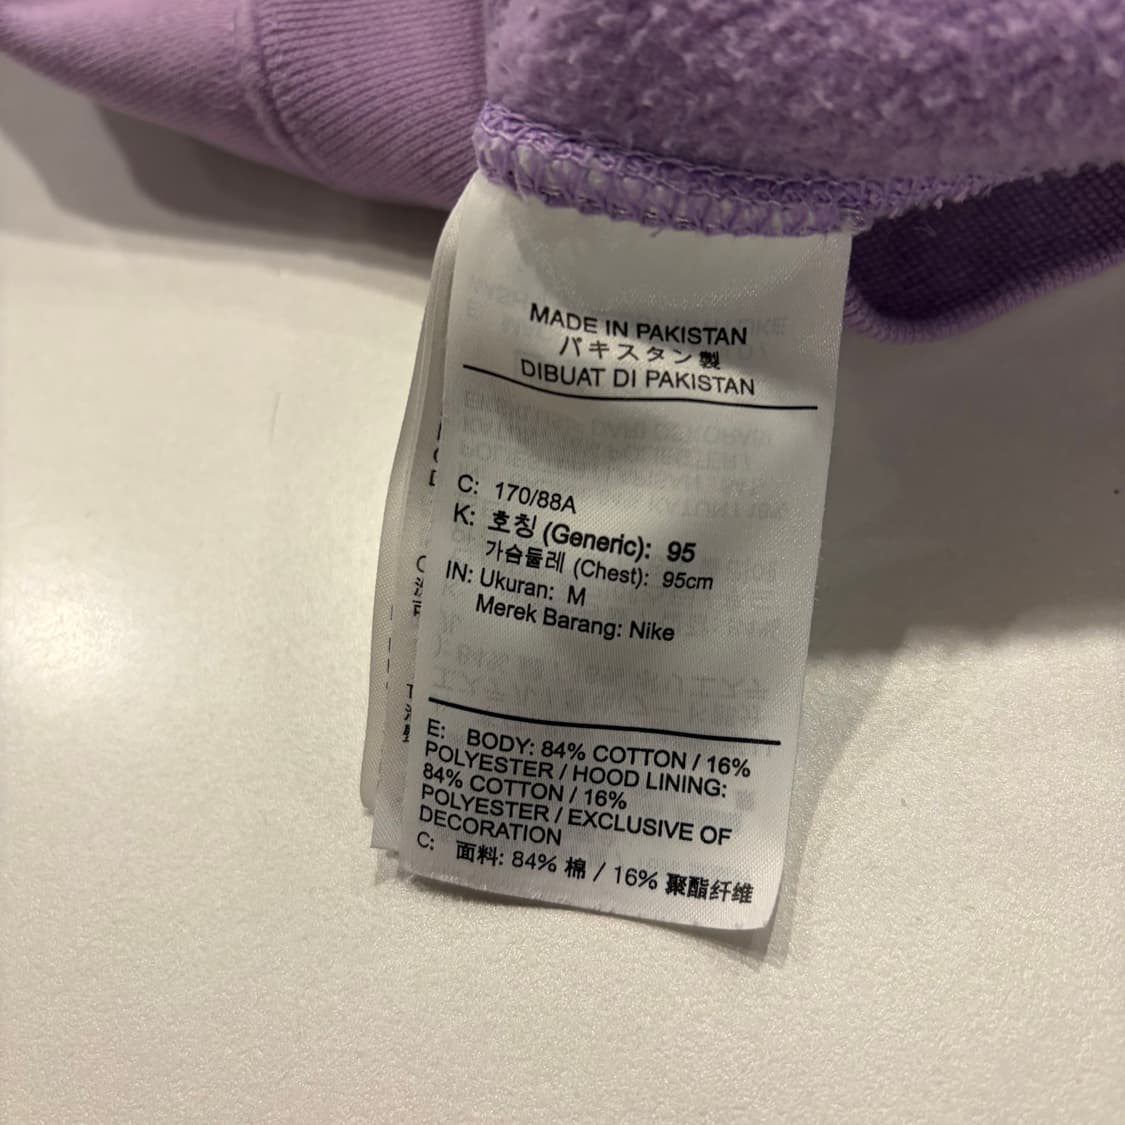 MADE IN PAKISTAN
パキスタン製
DIBUAT DI PAKISTAN
C: 170/88A
K: 호칭 (Generic): 95
가슴둘레 (Chest): 95cm
IN: Ukuran: M
Merek Barang: Nike
E: BODY: 84% COTTON / 16%
POLYESTER / HOOD LINING:
84% COTTON / 16%
POLYESTER / EXCLUSIVE OF
DECORATION
C: 面料: 84% 棉 / 16% 聚酯纤维